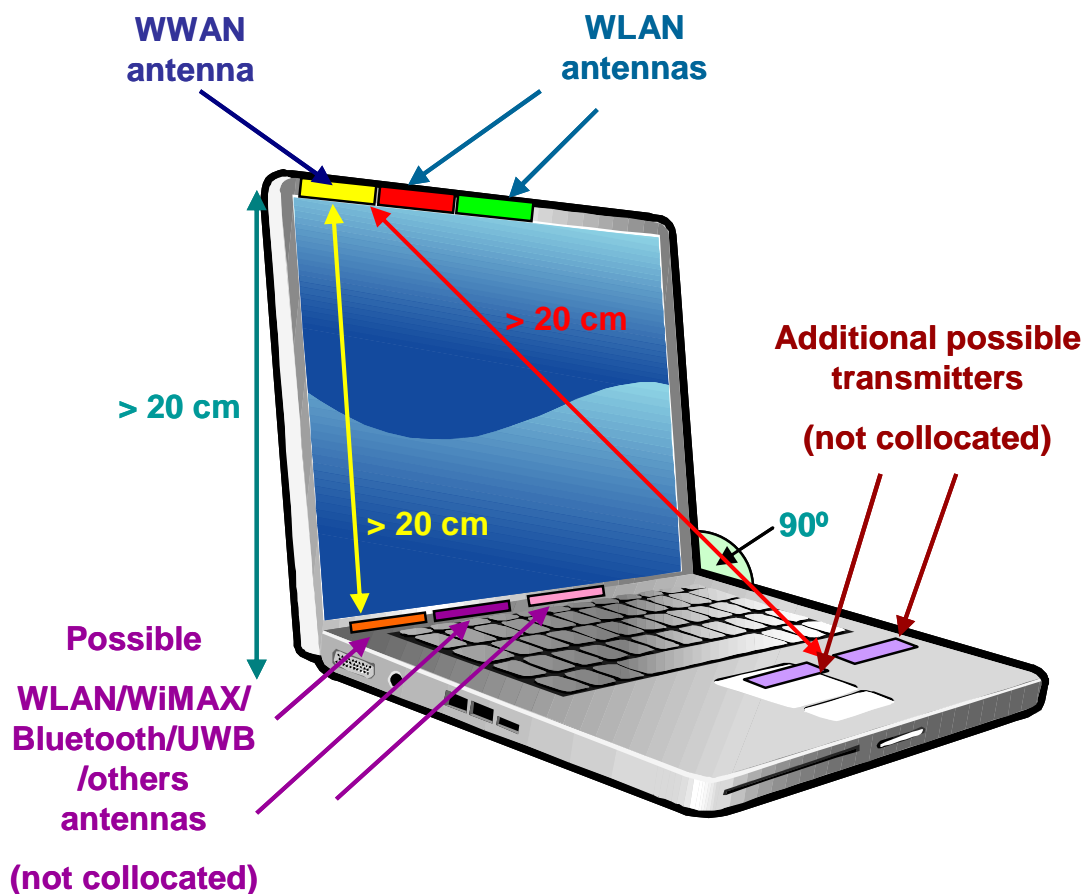 WWAN
antenna
WLAN
antennas
> 20 cm
> 20 cm
> 20 cm
Additional possible
transmitters
(not collocated)
90º
Possible
WLAN/WiMAX/
Bluetooth/UWB
/others
antennas
(not collocated)